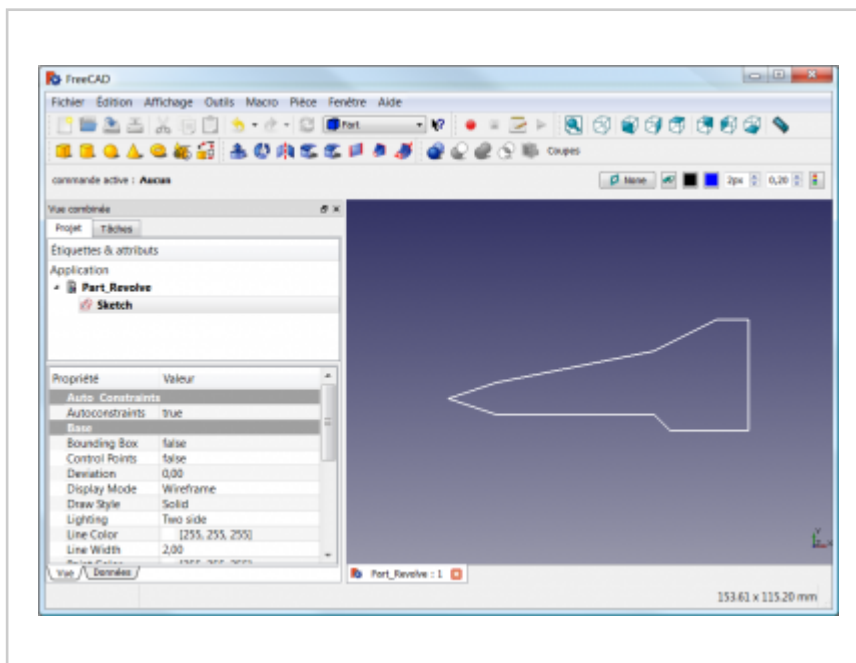 FreeCAD
Fichier Édition Affichage Outils Macro Pièce Fenêtre Aide
Part
Coupes
commande active : Aucun
None 2px 0,20
Vue combinée
Projet Tâches
Étiquettes & attributs
Application
Part_Revolve
Sketch
Propriété Valeur
Auto Constraints
Autoconstraints true
Base
Bounding Box false
Control Points false
Deviation 0,00
Display Mode Wireframe
Draw Style Solid
Lighting Two side
Line Color [255, 255, 255]
Line Width 2,00
Vue Données
Part_Revolve : 1
153.61 x 115.20 mm